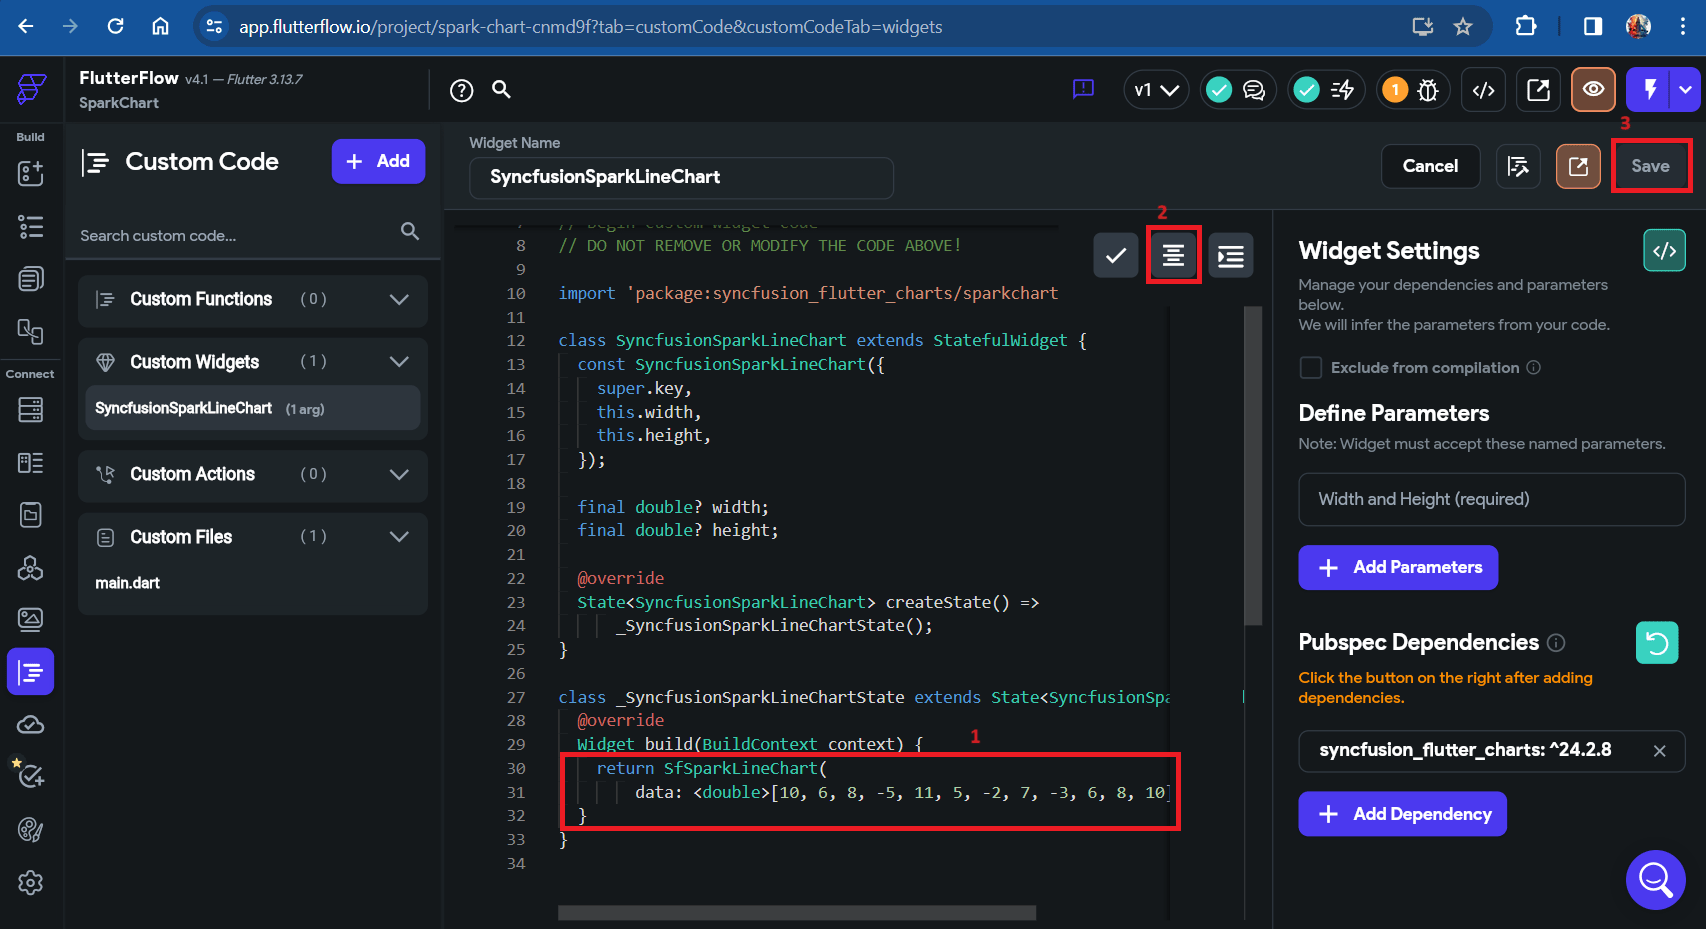 app.flutterflow.io/project/spark-chart-cnmd9f?tab=customCode&customCodeTab=widgets
FlutterFlow v4.1 — Flutter 3.13.7
SparkChart
v1
1
3
Build
Connect
Custom Code
+ Add
Search custom code...
Custom Functions (0)
Custom Widgets (1)
SyncfusionSparkLineChart (1 arg)
Custom Actions (0)
Custom Files (1)
main.dart
Widget Name
SyncfusionSparkLineChart
Cancel
Save
2
7 // Begin custom widget code
8 // DO NOT REMOVE OR MODIFY THE CODE ABOVE!
9
10 import 'package:syncfusion_flutter_charts/sparkchart
11
12 class SyncfusionSparkLineChart extends StatefulWidget {
13 const SyncfusionSparkLineChart({
14 super.key,
15 this.width,
16 this.height,
17 });
18
19 final double? width;
20 final double? height;
21
22 @override
23 State<SyncfusionSparkLineChart> createState() =>
24 _SyncfusionSparkLineChartState();
25 }
26
27 class _SyncfusionSparkLineChartState extends State<SyncfusionSpa
28 @override
29 Widget build(BuildContext context) {
1
30 return SfSparkLineChart(
31 data: <double>[10, 6, 8, -5, 11, 5, -2, 7, -3, 6, 8, 10]
32 }
33 }
34
Widget Settings
Manage your dependencies and parameters
below.
We will infer the parameters from your code.
Exclude from compilation
Define Parameters
Note: Widget must accept these named parameters.
Width and Height (required)
+ Add Parameters
Pubspec Dependencies
Click the button on the right after adding
dependencies.
syncfusion_flutter_charts: ^24.2.8
+ Add Dependency